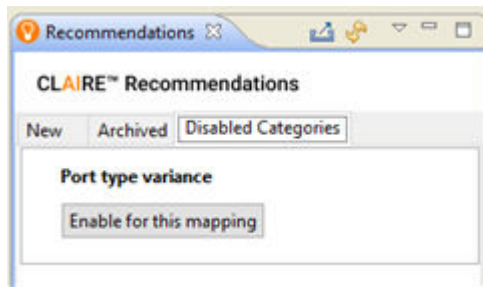 Recommendations
CLAIRE™ Recommendations
New Archived Disabled Categories
Port type variance
Enable for this mapping